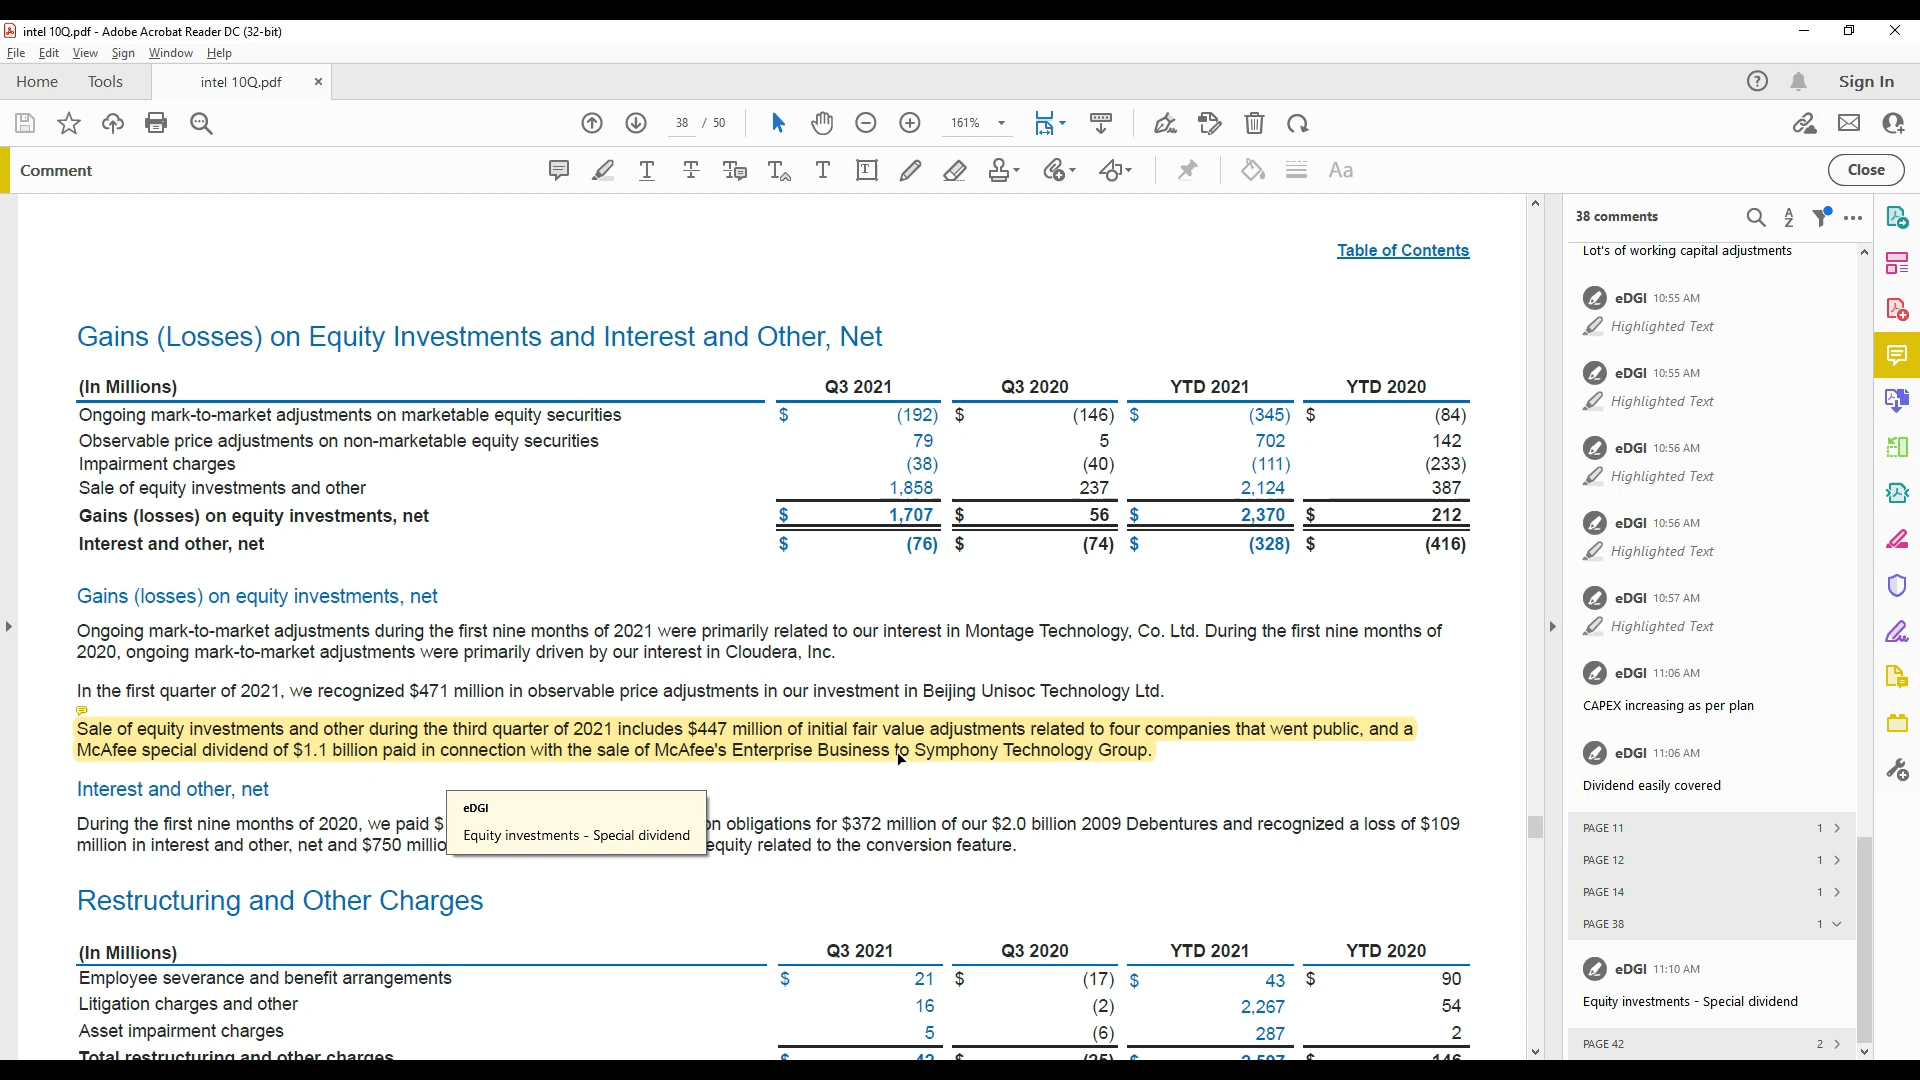 intel 10Q.pdf - Adobe Acrobat Reader DC (32-bit)
File Edit View Sign Window Help
Home Tools intel 10Q.pdf × Sign In
38 / 50 161%
Comment Close
38 comments
Table of Contents
Gains (Losses) on Equity Investments and Interest and Other, Net
(In Millions) Q3 2021 Q3 2020 YTD 2021 YTD 2020
Ongoing mark-to-market adjustments on marketable equity securities $ (192) $ (146) $ (345) $ (84)
Observable price adjustments on non-marketable equity securities 79 5 702 142
Impairment charges (38) (40) (111) (233)
Sale of equity investments and other 1,858 237 2,124 387
Gains (losses) on equity investments, net $ 1,707 $ 56 $ 2,370 $ 212
Interest and other, net $ (76) $ (74) $ (328) $ (416)
Gains (losses) on equity investments, net
Ongoing mark-to-market adjustments during the first nine months of 2021 were primarily related to our interest in Montage Technology, Co. Ltd. During the first nine months of
2020, ongoing mark-to-market adjustments were primarily driven by our interest in Cloudera, Inc.
In the first quarter of 2021, we recognized $471 million in observable price adjustments in our investment in Beijing Unisoc Technology Ltd.
Sale of equity investments and other during the third quarter of 2021 includes $447 million of initial fair value adjustments related to four companies that went public, and a
McAfee special dividend of $1.1 billion paid in connection with the sale of McAfee's Enterprise Business to Symphony Technology Group.
Interest and other, net
During the first nine months of 2020, we paid $ on obligations for $372 million of our $2.0 billion 2009 Debentures and recognized a loss of $109
million in interest and other, net and $750 millio equity related to the conversion feature.
eDGI
Equity investments - Special dividend
Restructuring and Other Charges
(In Millions) Q3 2021 Q3 2020 YTD 2021 YTD 2020
Employee severance and benefit arrangements $ 21 $ (17) $ 43 $ 90
Litigation charges and other 16 (2) 2,267 54
Asset impairment charges 5 (6) 287 2
Total restructuring and other charges $ 42 $ (25) $ 2,597 $ 146
Lot's of working capital adjustments
eDGI 10:55 AM
Highlighted Text
eDGI 10:55 AM
Highlighted Text
eDGI 10:56 AM
Highlighted Text
eDGI 10:56 AM
Highlighted Text
eDGI 10:57 AM
Highlighted Text
eDGI 11:06 AM
CAPEX increasing as per plan
eDGI 11:06 AM
Dividend easily covered
PAGE 11 1
PAGE 12 1
PAGE 14 1
PAGE 38 1
eDGI 11:10 AM
Equity investments - Special dividend
PAGE 42 2